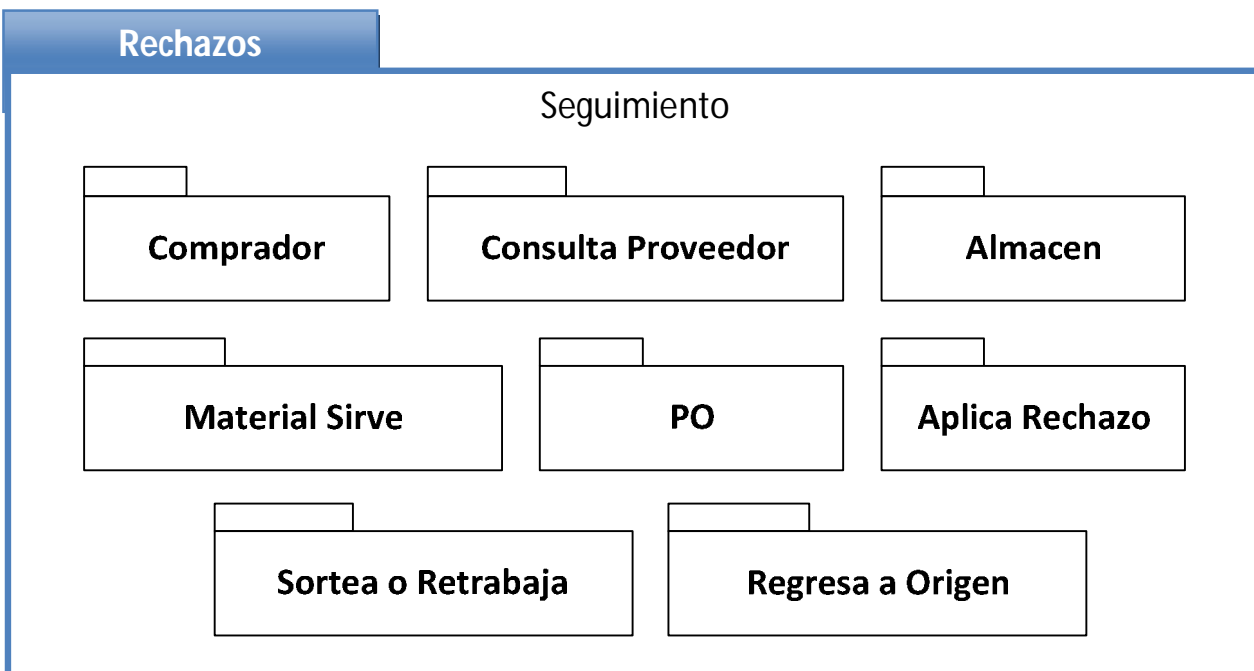 Rechazos
Seguimiento
Comprador
Consulta Proveedor
Almacen
Material Sirve
PO
Aplica Rechazo
Sortea o Retrabaja
Regresa a Origen